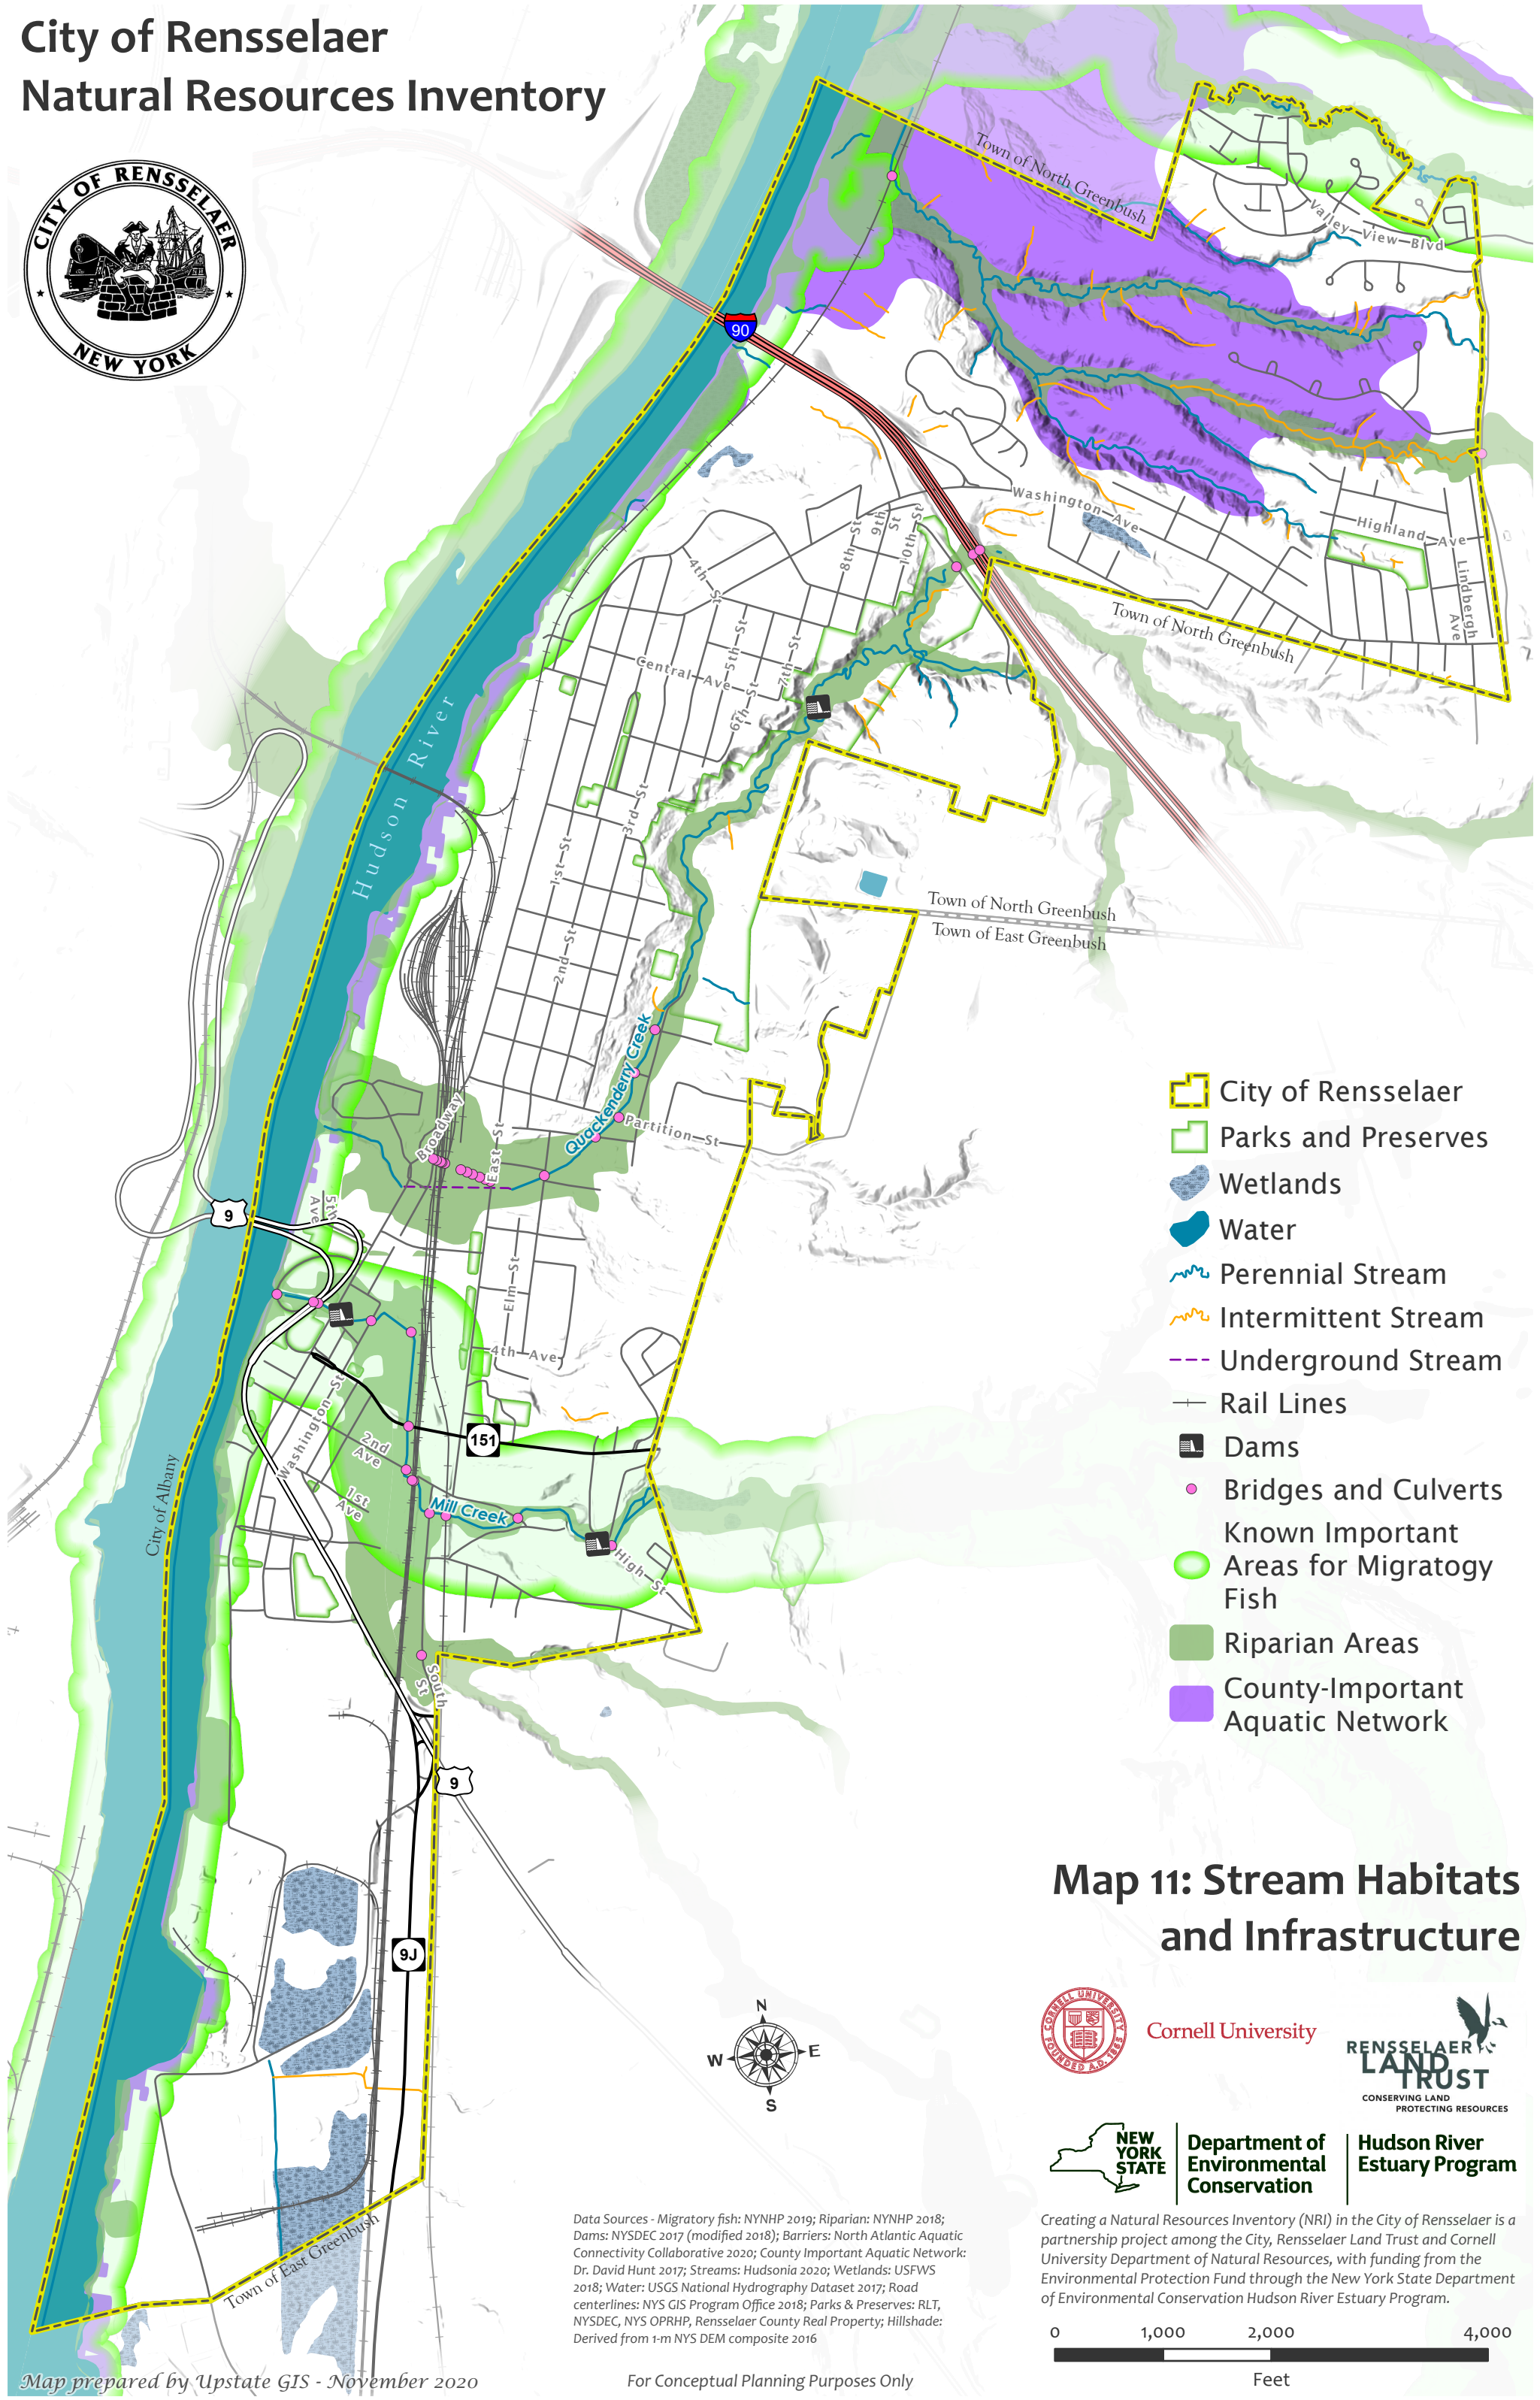 City of Rensselaer
Natural Resources Inventory
CITY OF RENSSELAER
NEW YORK
Town of North Greenbush
Valley View Blvd
90
Washington Ave
Highland Ave
Lindbergh
Ave
Town of North Greenbush
4th St
8th St
9th
St
10th St
5th St
7th St
Central Ave
6th St
Hudson River
3rd St
1st St
2nd St
Town of North Greenbush
Town of East Greenbush
Quackenderry Creek
Partition St
Broadway
East St
5th
Ave
9
Elm St
4th Ave
Washington St
151
2nd
Ave
1st
Ave
Mill Creek
High St
City of Albany
South
St
9
9J
Town of East Greenbush
City of Rensselaer
Parks and Preserves
Wetlands
Water
Perennial Stream
Intermittent Stream
Underground Stream
Rail Lines
Dams
Bridges and Culverts
Known Important
Areas for Migratogy
Fish
Riparian Areas
County-Important
Aquatic Network
Map 11: Stream Habitats
and Infrastructure
CORNELL UNIVERSITY
FOUNDED A.D. 1865
Cornell University
RENSSELAER
LAND
TRUST
CONSERVING LAND
PROTECTING RESOURCES
N
W E
S
NEW
YORK
STATE
Department of
Environmental
Conservation
Hudson River
Estuary Program
Data Sources - Migratory fish: NYNHP 2019; Riparian: NYNHP 2018;
Dams: NYSDEC 2017 (modified 2018); Barriers: North Atlantic Aquatic
Connectivity Collaborative 2020; County Important Aquatic Network:
Dr. David Hunt 2017; Streams: Hudsonia 2020; Wetlands: USFWS
2018; Water: USGS National Hydrography Dataset 2017; Road
centerlines: NYS GIS Program Office 2018; Parks & Preserves: RLT,
NYSDEC, NYS OPRHP, Rensselaer County Real Property; Hillshade:
Derived from 1-m NYS DEM composite 2016
Creating a Natural Resources Inventory (NRI) in the City of Rensselaer is a
partnership project among the City, Rensselaer Land Trust and Cornell
University Department of Natural Resources, with funding from the
Environmental Protection Fund through the New York State Department
of Environmental Conservation Hudson River Estuary Program.
0 1,000 2,000 4,000
Feet
Map prepared by Upstate GIS - November 2020
For Conceptual Planning Purposes Only